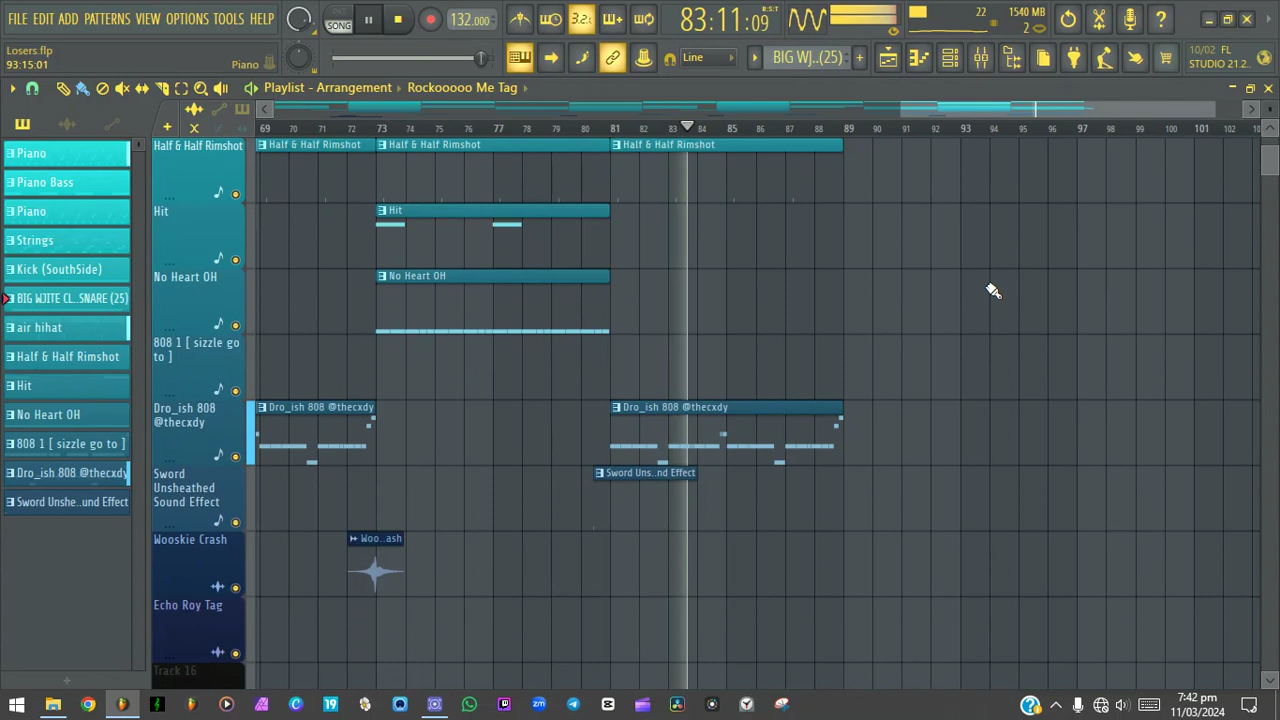 FILE EDIT ADD PATTERNS VIEW OPTIONS TOOLS HELP
PAT
SONG
132.000
3.2
83:11:09
B:S:T
22
1540 MB
2
Losers.flp
93:15:01
Piano
Line
BIG WJ..(25)
10/02 FL
STUDIO 21.2..
Playlist - Arrangement
Rockooooo Me Tag
69 70 71 72 73 74 75 76 77 78 79 80 81 82 83 84 85 86 87 88 89 90 91 92 93 94 95 96 97 98 99 100 101 102
Piano
Piano Bass
Piano
Strings
Kick (SouthSide)
BIG WJITE CL..SNARE (25)
air hihat
Half & Half Rimshot
Hit
No Heart OH
808 1 [ sizzle go to ]
Dro_ish 808 @thecxdy
Sword Unshe..und Effect
Half & Half Rimshot
Half & Half Rimshot
Half & Half Rimshot
Half & Half Rimshot
Hit
Hit
No Heart OH
No Heart OH
808 1 [ sizzle go
to ]
Dro_ish 808
@thecxdy
Dro_ish 808 @thecxdy
Dro_ish 808 @thecxdy
Sword
Unsheathed
Sound Effect
Sword Uns..nd Effect
Wooskie Crash
Woo..ash
Echo Roy Tag
Track 16
19
7:42 pm
11/03/2024